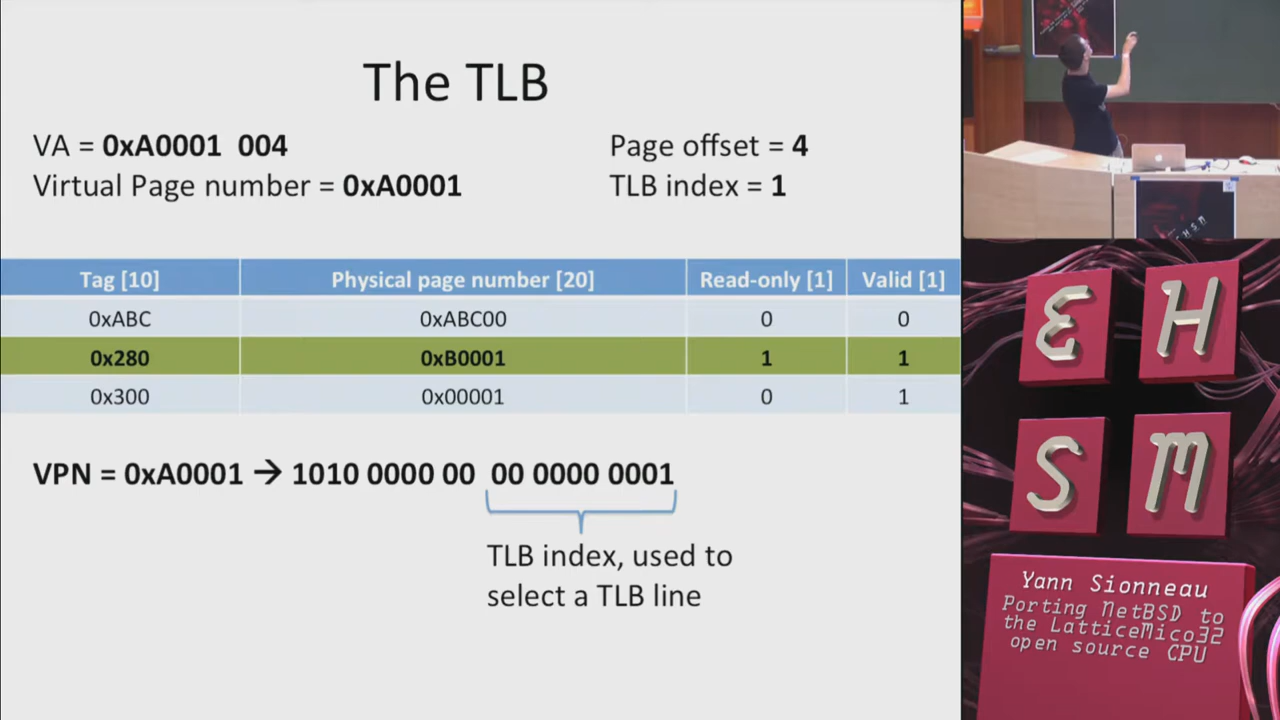 The TLB
VA = 0xA0001 004
Page offset = 4
Virtual Page number = 0xA0001
TLB index = 1
Tag [10] Physical page number [20] Read-only [1] Valid [1]
0xABC 0xABC00 0 0
0x280 0xB0001 1 1
0x300 0x00001 0 1
VPN = 0xA0001 → 1010 0000 00 00 0000 0001
TLB index, used to
select a TLB line
E H
S M
Yann Sionneau
Porting NetBSD to
the LatticeMico32
open source CPU